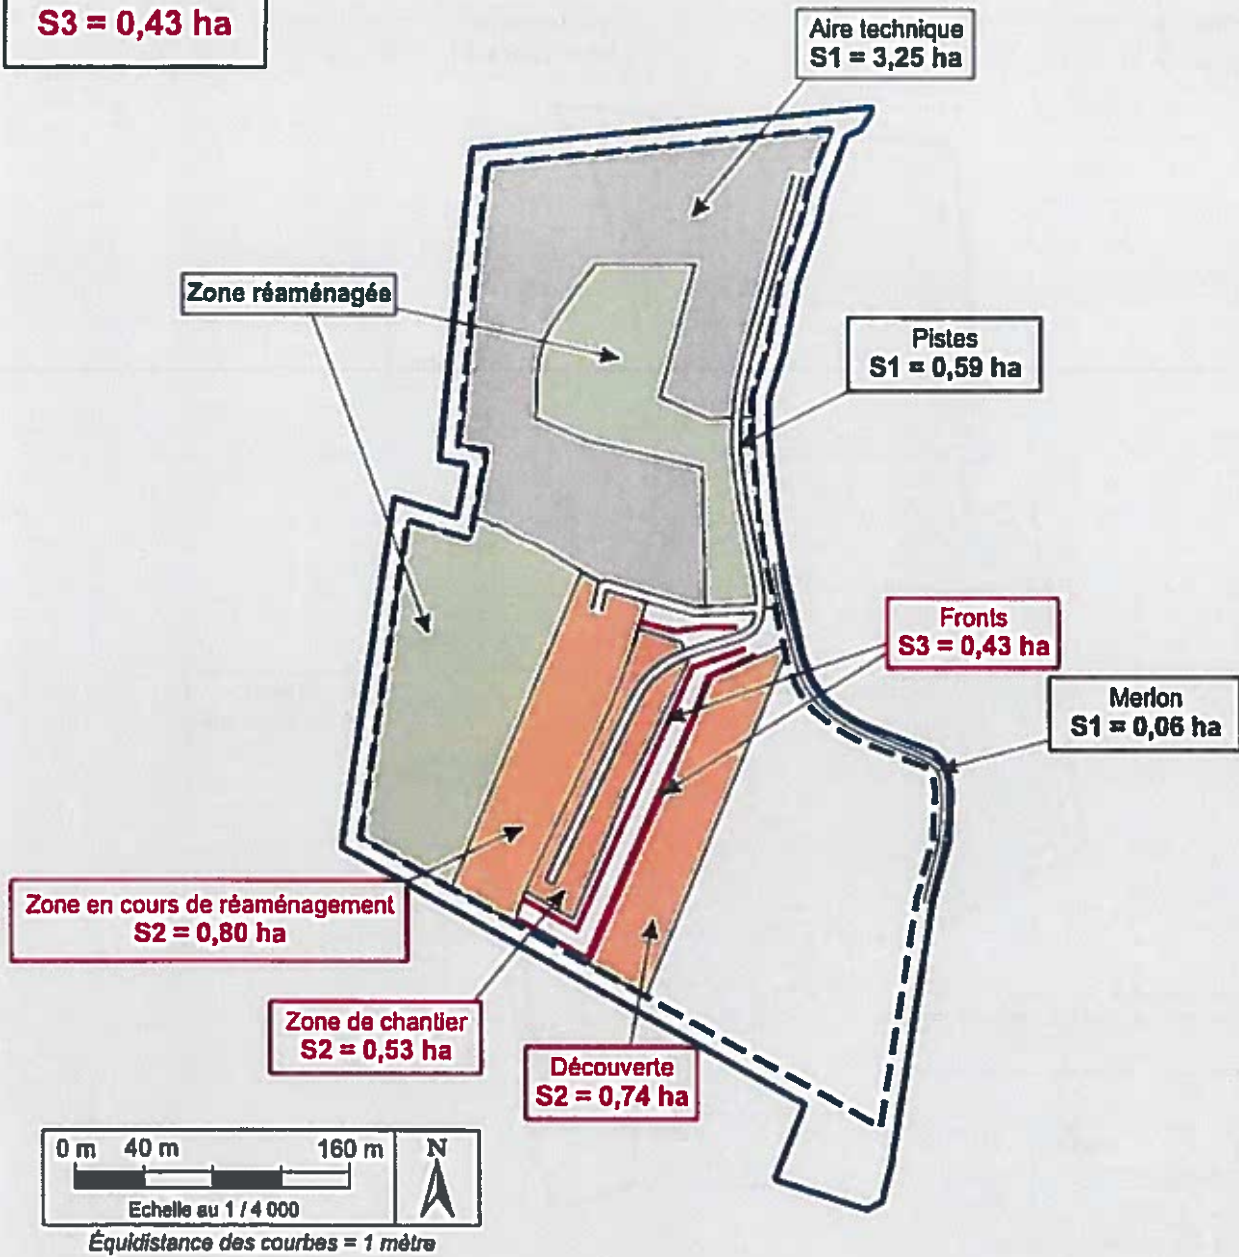 S3 = 0,43 ha
Aire technique
S1 = 3,25 ha
Zone réaménagée
Pistes
S1 = 0,59 ha
Fronts
S3 = 0,43 ha
Merlon
S1 = 0,06 ha
Zone en cours de réaménagement
S2 = 0,80 ha
Zone de chantier
S2 = 0,53 ha
Découverte
S2 = 0,74 ha
0 m 40 m 160 m
N
Echelle au 1 / 4 000
Équidistance des courbes = 1 mètre